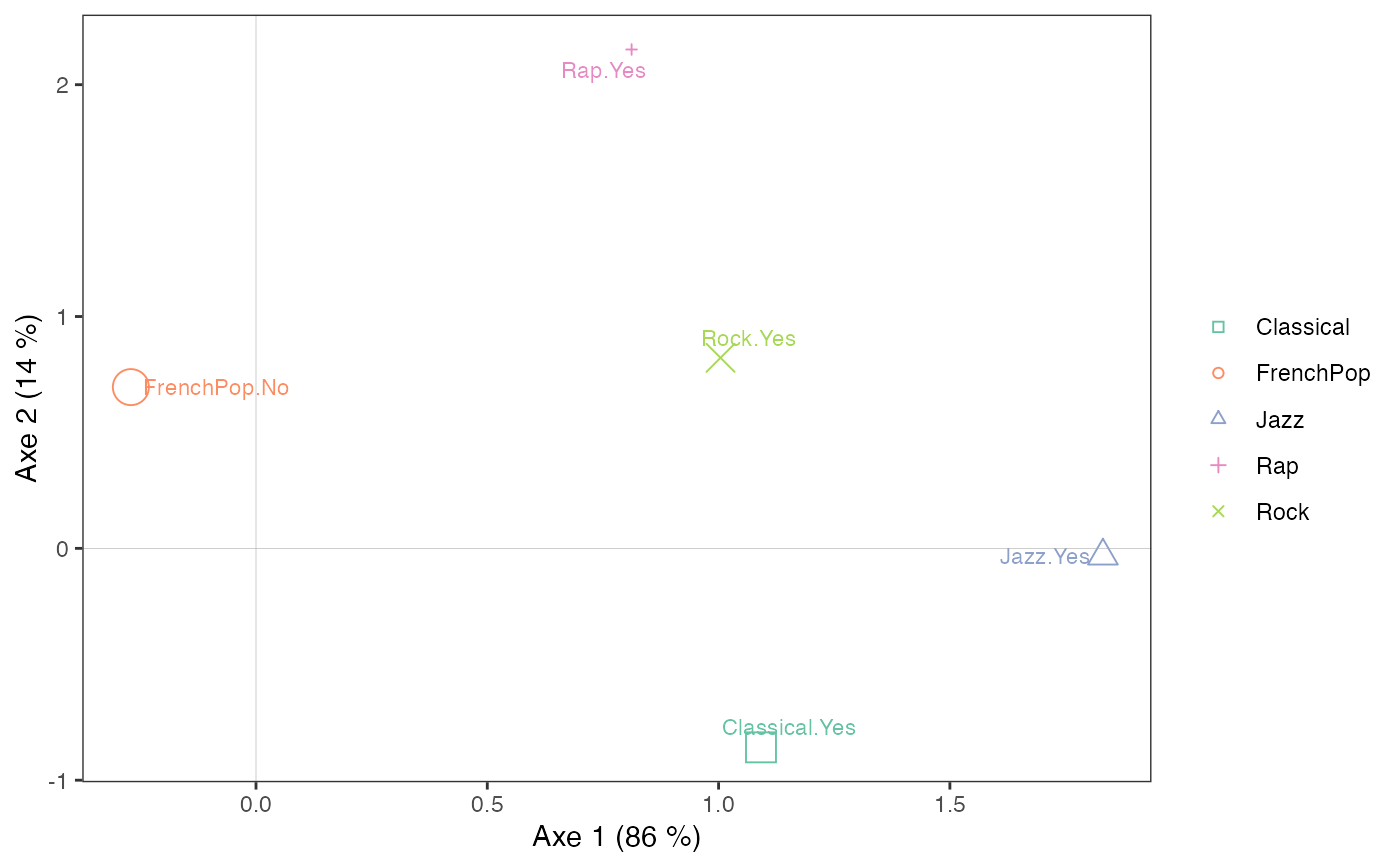 2
Rap.Yes
1
Rock.Yes
Classical
FrenchPop.No
FrenchPop
Axe 2 (14 %)
Jazz
Rap
Rock
0
Jazz.Yes
Classical.Yes
-1
0.0
0.5
1.0
1.5
Axe 1 (86 %)